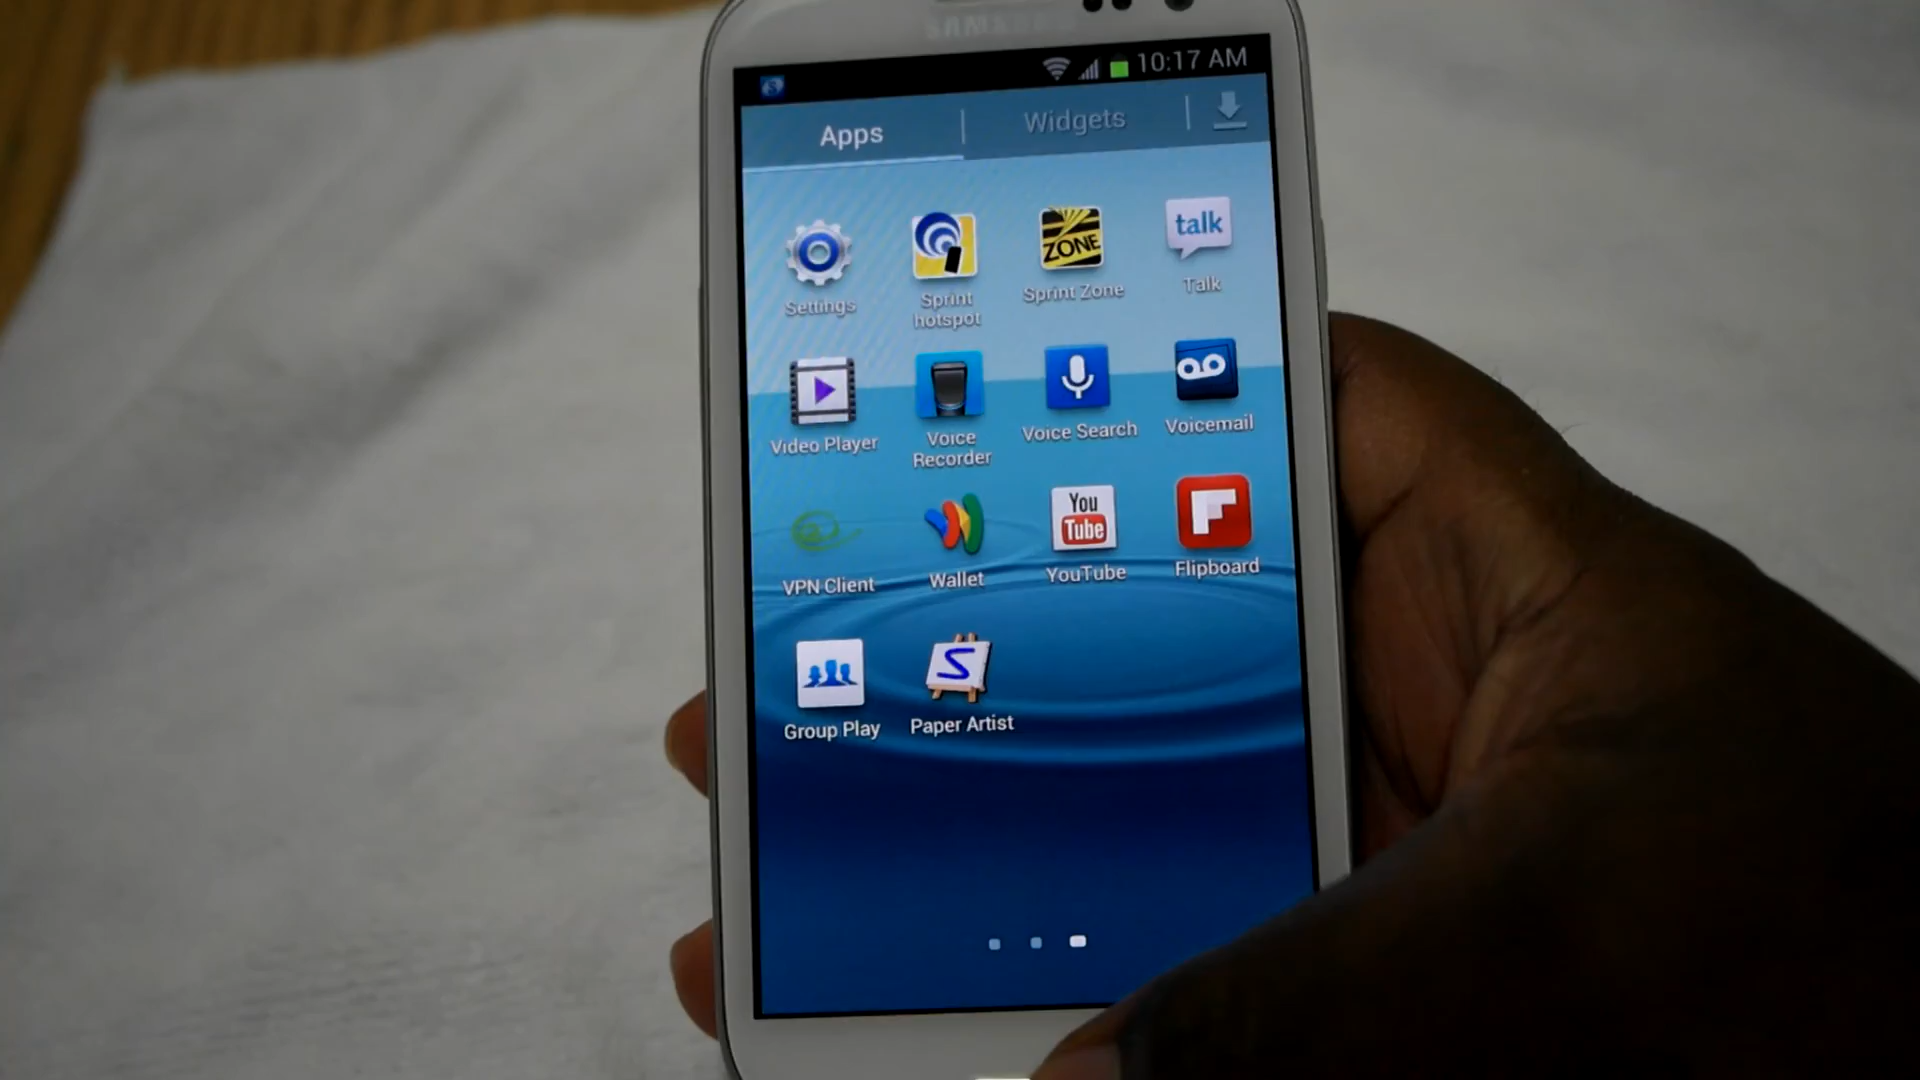 SAMSUNG
10:17 AM
Apps
Widgets
ZONE
talk
Settings
Sprint
hotspot
Sprint Zone
Talk
Video Player
Voice
Recorder
Voice Search
Voicemail
You
Tube
VPN Client
Wallet
YouTube
Flipboard
S
Group Play
Paper Artist